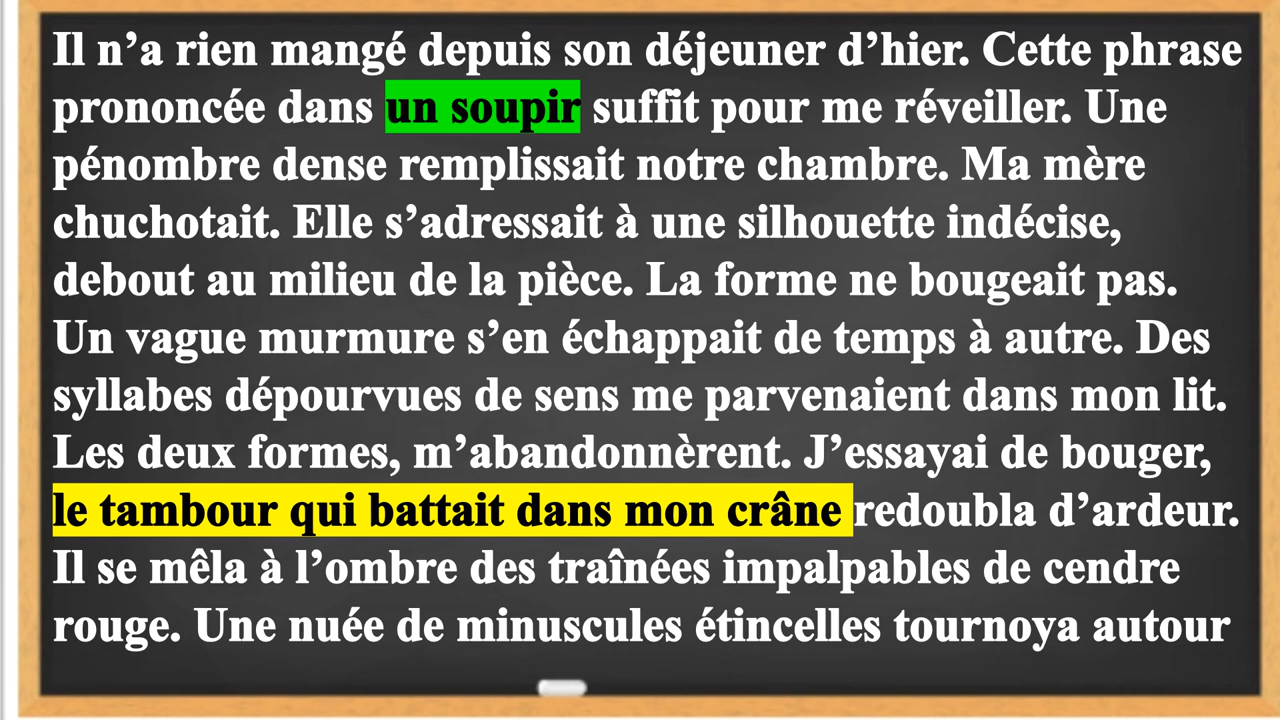 Il n’a rien mangé depuis son déjeuner d’hier. Cette phrase
prononcée dans un soupir suffit pour me réveiller. Une
pénombre dense remplissait notre chambre. Ma mère
chuchotait. Elle s’adressait à une silhouette indécise,
debout au milieu de la pièce. La forme ne bougeait pas.
Un vague murmure s’en échappait de temps à autre. Des
syllabes dépourvues de sens me parvenaient dans mon lit.
Les deux formes, m’abandonnèrent. J’essayai de bouger,
le tambour qui battait dans mon crâne redoubla d’ardeur.
Il se mêla à l’ombre des traînées impalpables de cendre
rouge. Une nuée de minuscules étincelles tournoya autour